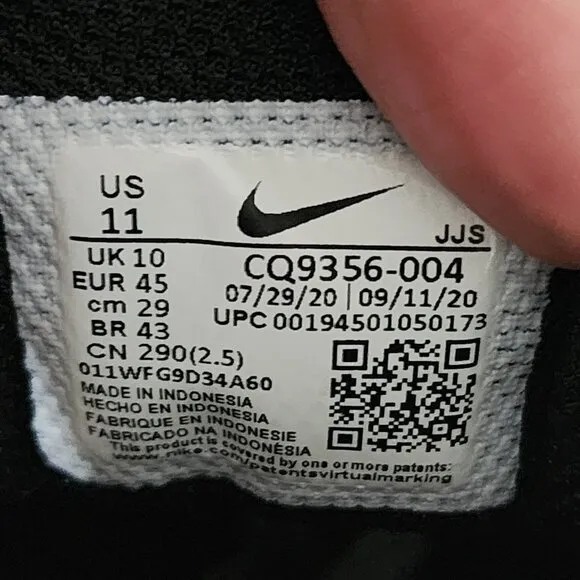 US
11
JJS
UK 10
EUR 45
cm 29
BR 43
CN 290(2.5)
CQ9356-004
07/29/20 | 09/11/20
UPC 00194501050173
011WFG9D34A60
MADE IN INDONESIA
HECHO EN INDONESIA
FABRIQUE EN INDONESIE
FABRICADO NA INDONÉSIA
This product is covered by one or more patents:
www.nike.com/patentsvirtualmarking